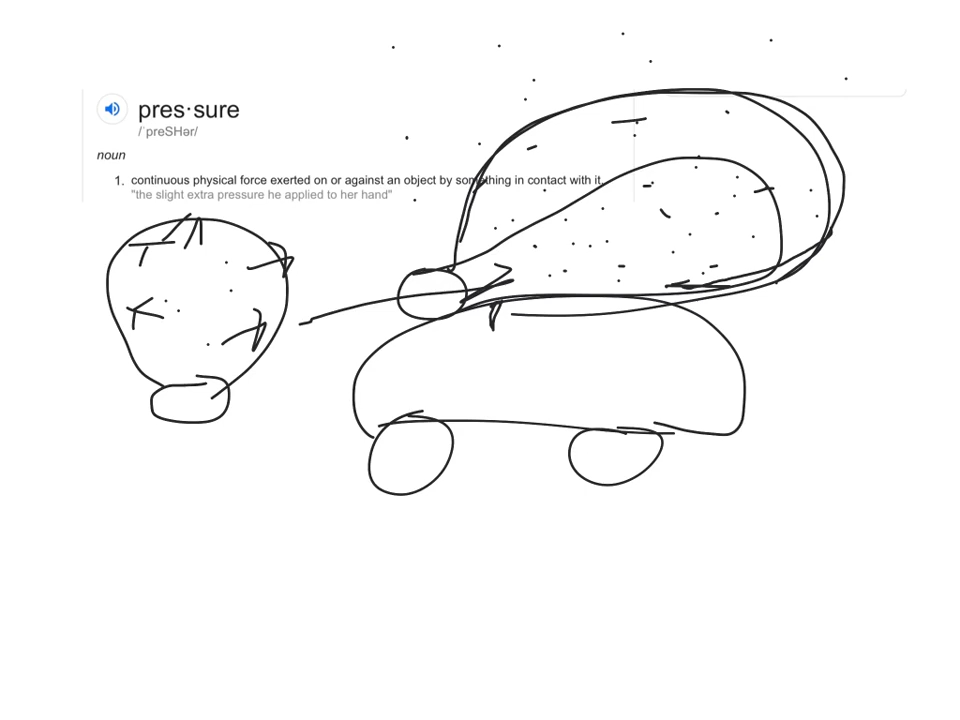 pres·sure
/ˈpreSHər/
noun
1. continuous physical force exerted on or against an object by something in contact with it.
"the slight extra pressure he applied to her hand"